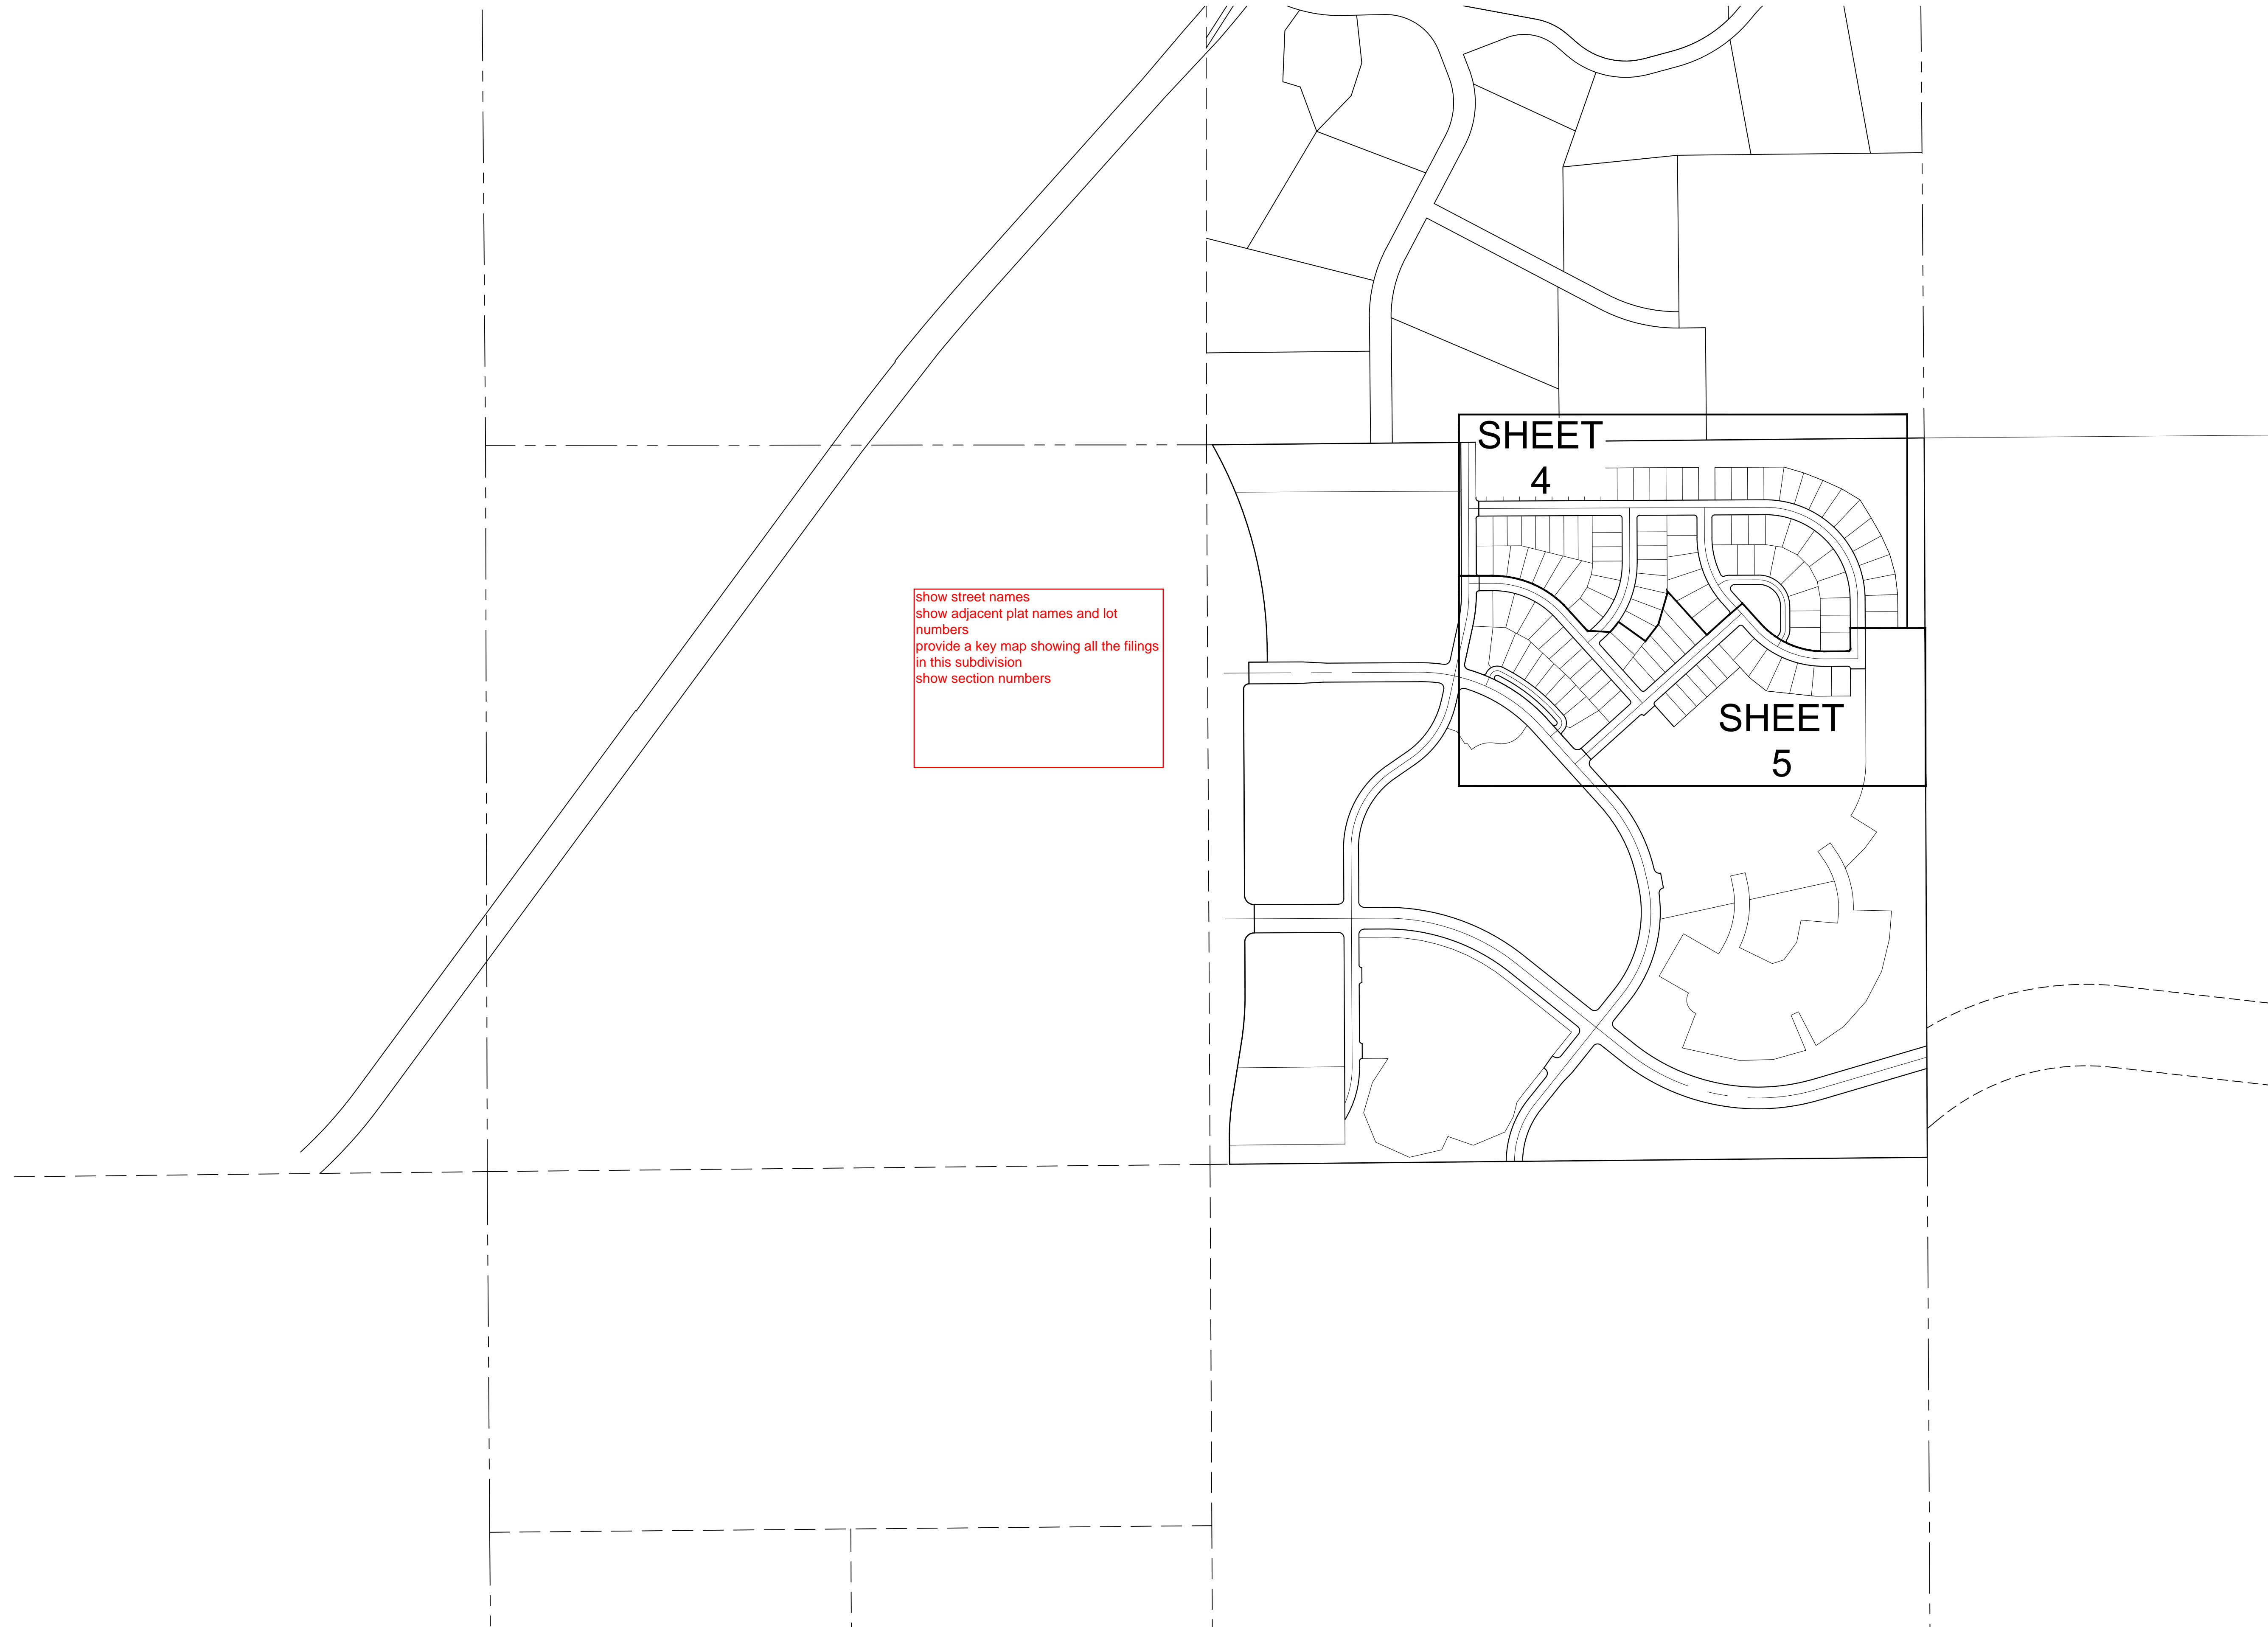 SHEET
4
show street names
show adjacent plat names and lot
numbers
provide a key map showing all the filings
in this subdivision
show section numbers
SHEET
5